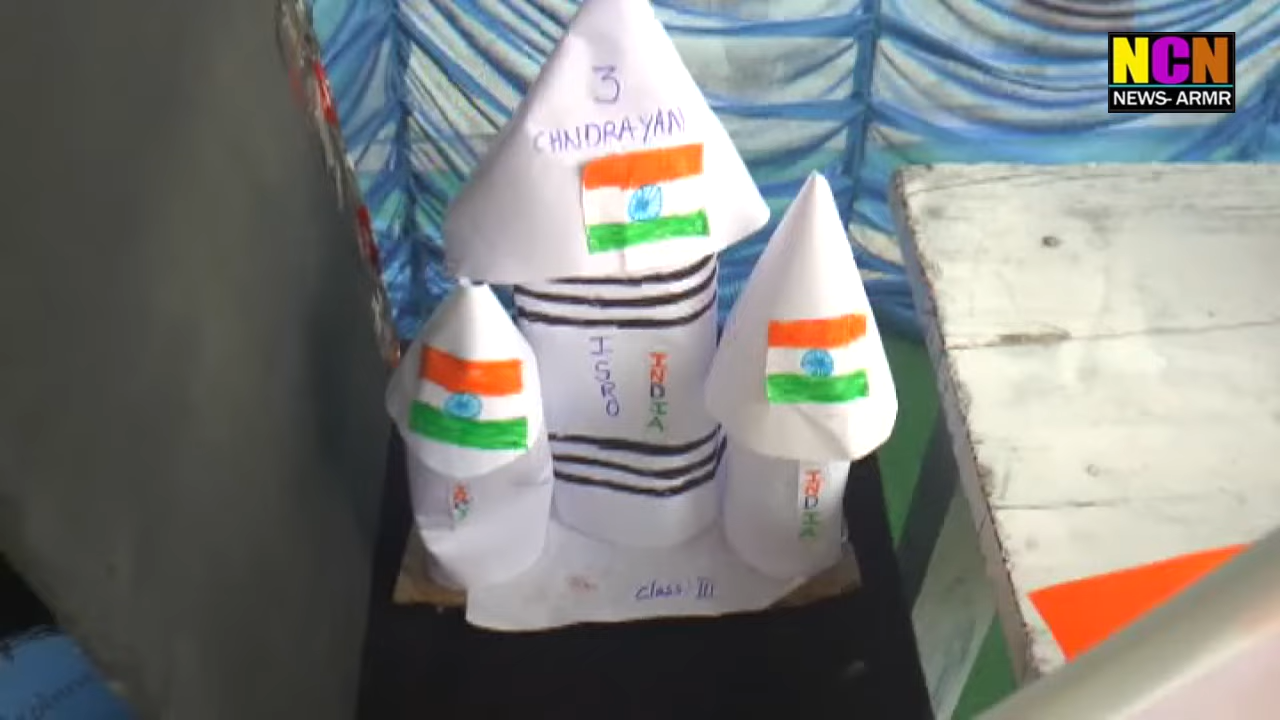 NCN
NEWS- ARMR
3
CHNDRAYAN
ISRO
INDIA
INDIA
Class: III